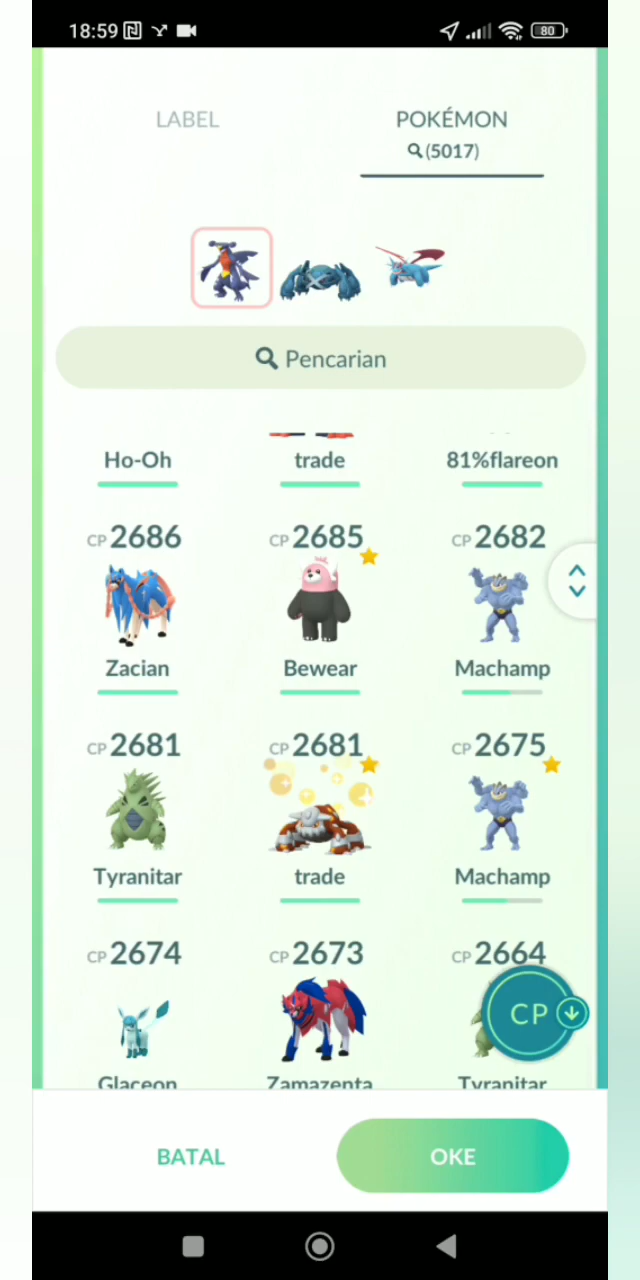 18:59
80
LABEL
POKÉMON
(5017)
Pencarian
Ho-Oh
trade
81%flareon
CP 2686
CP 2685
CP 2682
Zacian
Bewear
Machamp
CP 2681
CP 2681
CP 2675
Tyranitar
trade
Machamp
CP 2674
CP 2673
CP 2664
CP
Glaceon
Zamazenta
Tyranitar
BATAL
OKE